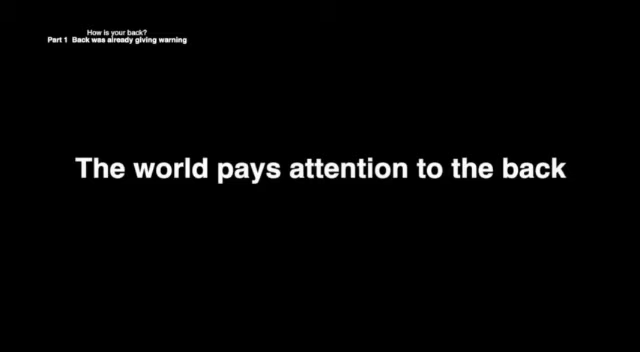 How is your back?
Part 1 Back was already giving warning
The world pays attention to the back